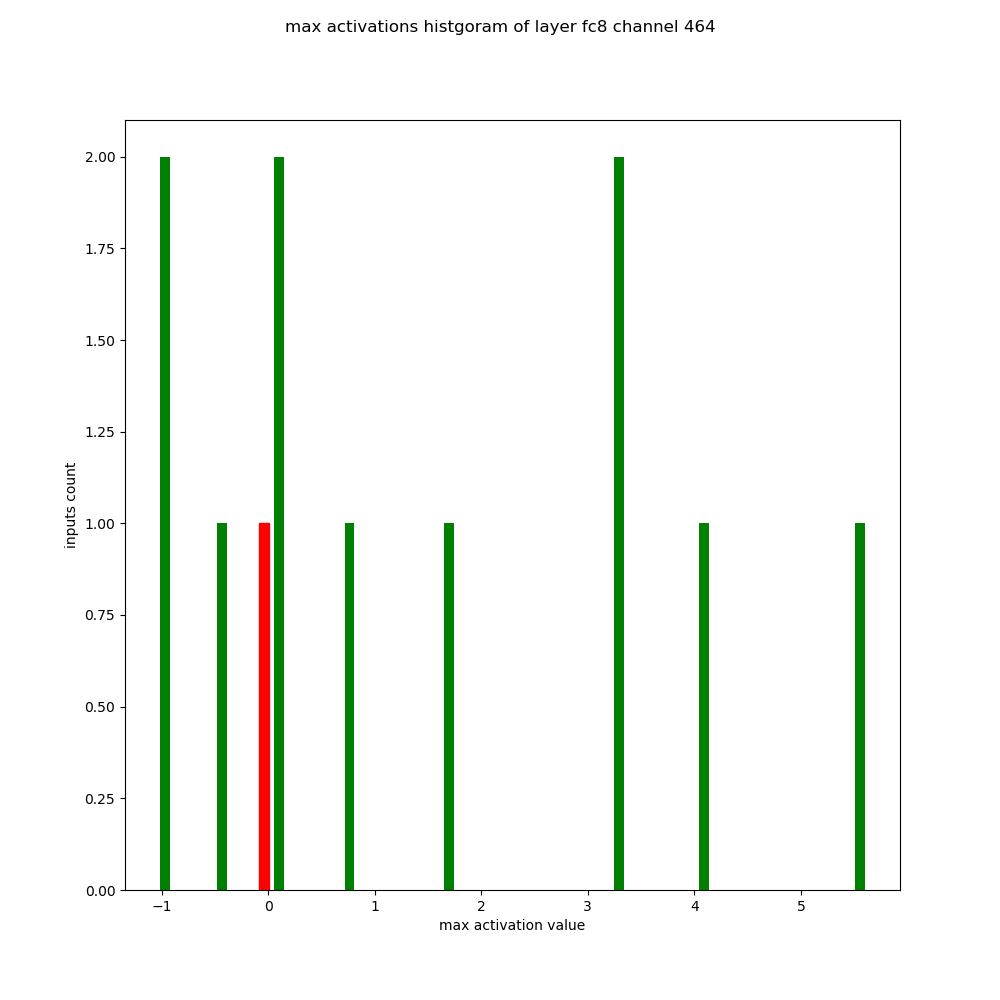 max activations histgoram of layer fc8 channel 464
2.00
1.75
1.50
1.25
1.00
0.75
0.50
0.25
0.00
inputs count
−1 0 1 2 3 4 5
max activation value